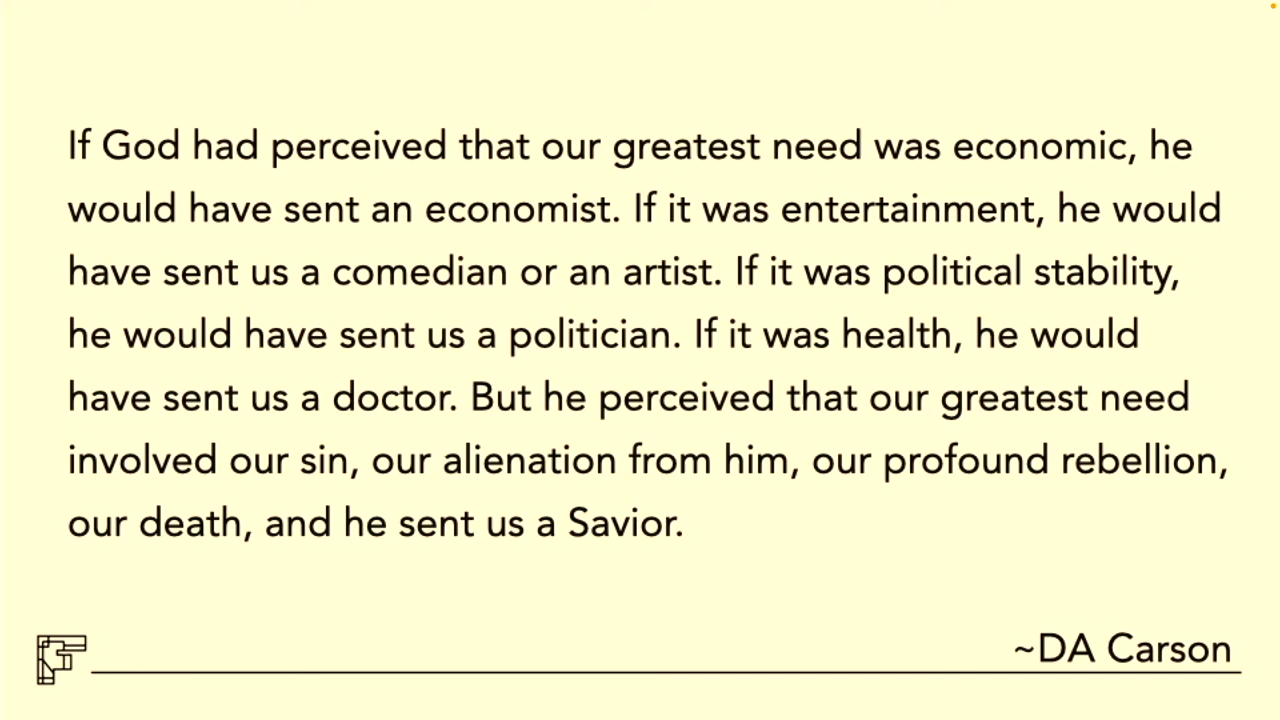 If God had perceived that our greatest need was economic, he
would have sent an economist. If it was entertainment, he would
have sent us a comedian or an artist. If it was political stability,
he would have sent us a politician. If it was health, he would
have sent us a doctor. But he perceived that our greatest need
involved our sin, our alienation from him, our profound rebellion,
our death, and he sent us a Savior.
~DA Carson